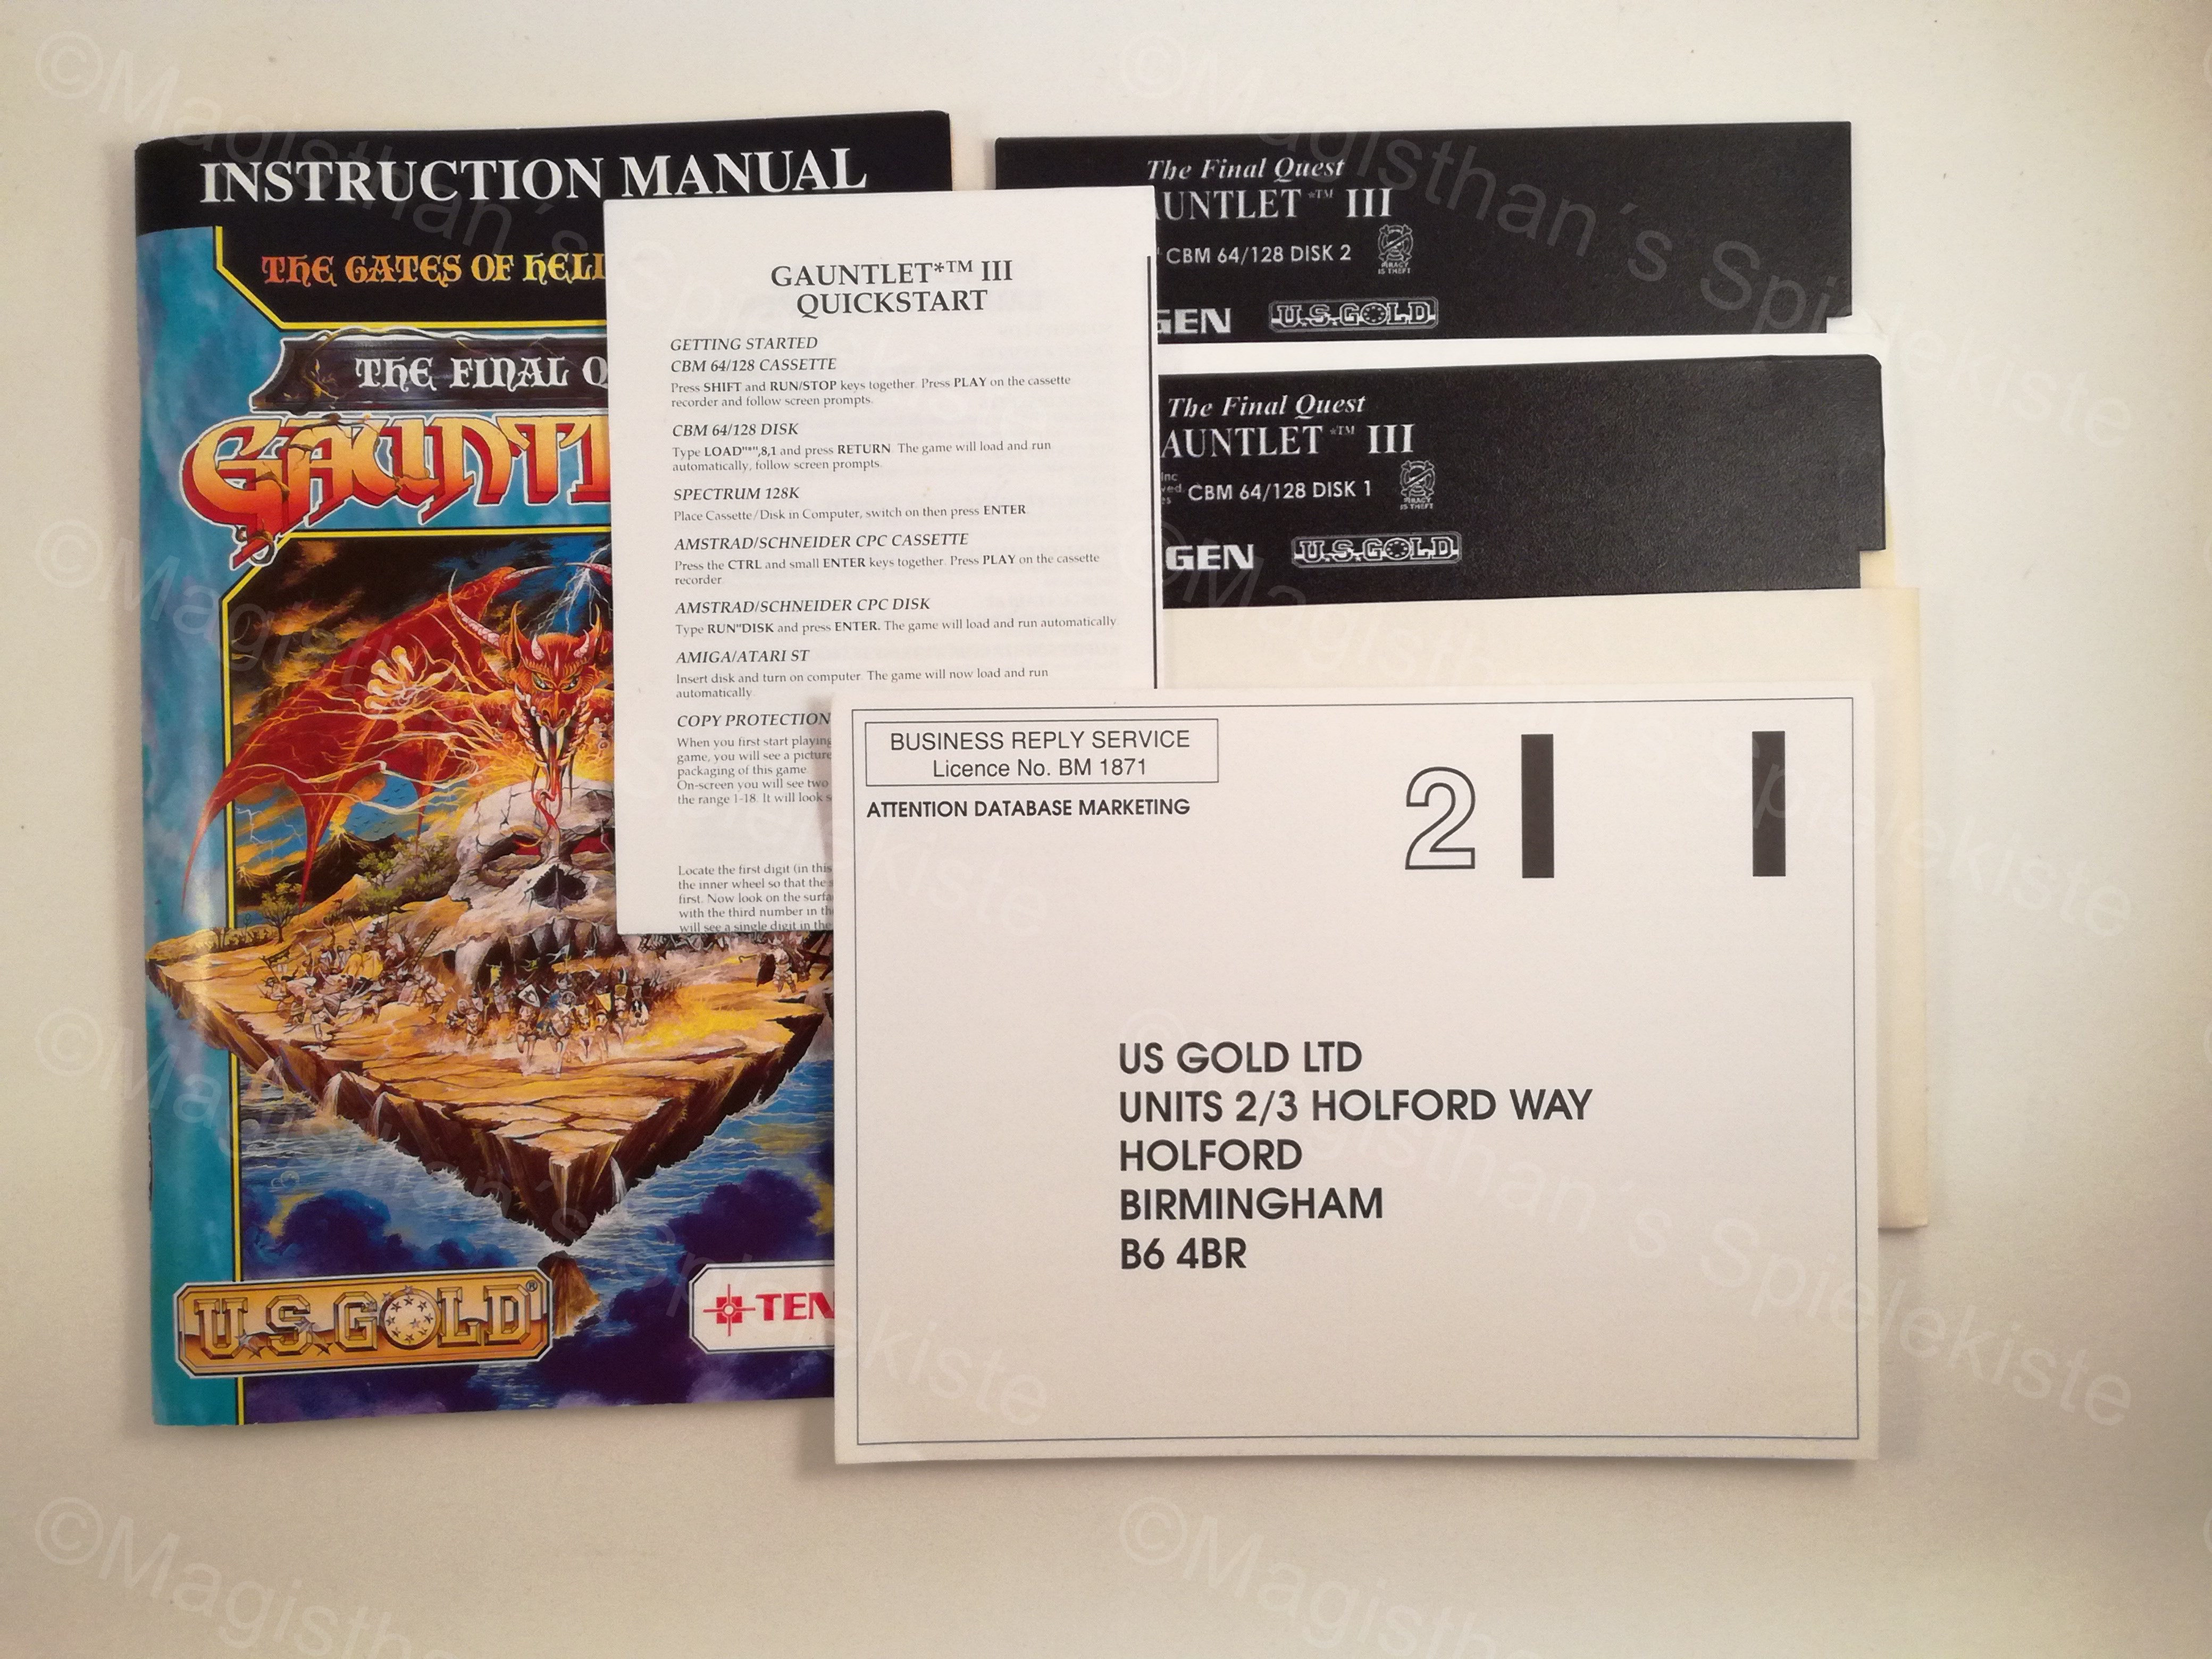 INSTRUCTION MANUAL
THE GATES OF HELL
THE FINAL
U.S.GOLD®
GAUNTLET*™ III
QUICKSTART
GETTING STARTED
CBM 64/128 CASSETTE
Press SHIFT and RUN/STOP keys together. Press PLAY on the cassette
recorder and follow screen prompts.
CBM 64/128 DISK
Type LOAD"*",8,1 and press RETURN. The game will load and run
automatically, follow screen prompts.
SPECTRUM 128K
Place Cassette/Disk in Computer, switch on then press ENTER
AMSTRAD/SCHNEIDER CPC CASSETTE
Press the CTRL and small ENTER keys together. Press PLAY on the cassette
recorder
AMSTRAD/SCHNEIDER CPC DISK
Type RUN"DISK and press ENTER. The game will load and run automatically
AMIGA/ATARI ST
Insert disk and turn on computer. The game will now load and run
automatically
COPY PROTECTION
When you first start playing
game, you will see a picture
packaging of this game.
On-screen you will see two
the range 1-18. It will look
Locate the first digit (in this
the inner wheel so that the
first. Now look on the surfa
with the third number in th
will see a single digit in the
The Final Quest
AUNTLET *™ III
CBM 64/128 DISK 2
PIRACY
IS THEFT
GEN U.S.GOLD
The Final Quest
AUNTLET *™ III
CBM 64/128 DISK 1
PIRACY
IS THEFT
GEN U.S.GOLD
BUSINESS REPLY SERVICE
Licence No. BM 1871
ATTENTION DATABASE MARKETING
2
US GOLD LTD
UNITS 2/3 HOLFORD WAY
HOLFORD
BIRMINGHAM
B6 4BR
©Magisthan´s Spielekiste